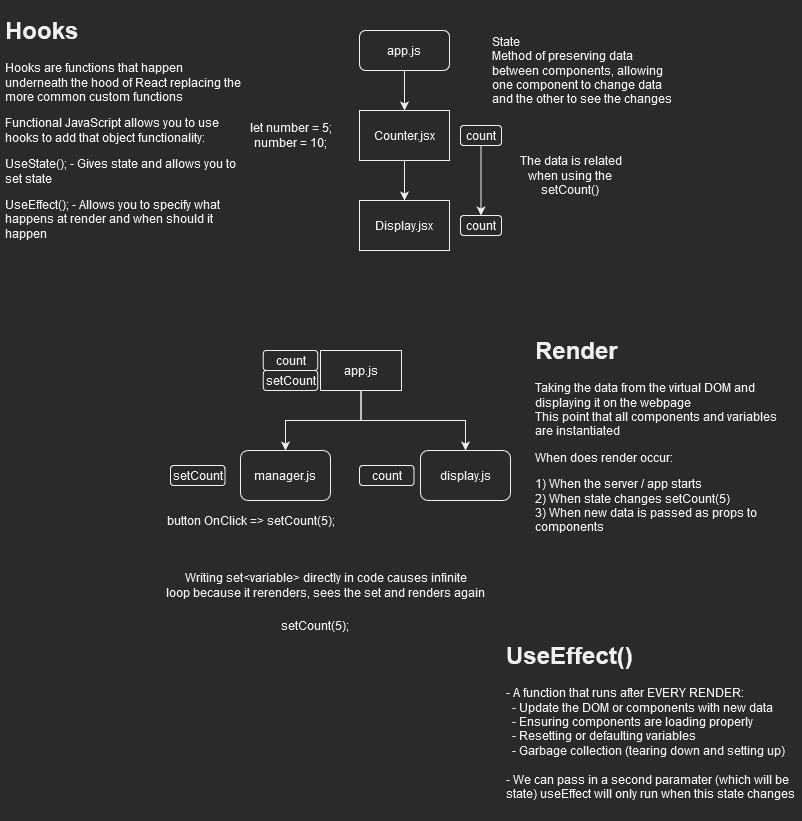 Hooks
Hooks are functions that happen
underneath the hood of React replacing the
more common custom functions
Functional JavaScript allows you to use
hooks to add that object functionality:
UseState(); - Gives state and allows you to
set state
UseEffect(); - Allows you to specify what
happens at render and when should it
happen
let number = 5;
number = 10;
app.js
Counter.jsx
Display.jsx
count
count
State
Method of preserving data
between components, allowing
one component to change data
and the other to see the changes
The data is related
when using the
setCount()
count
setCount
app.js
setCount
manager.js
count
display.js
button OnClick => setCount(5);
Writing set<variable> directly in code causes infinite
loop because it rerenders, sees the set and renders again
setCount(5);
Render
Taking the data from the virtual DOM and
displaying it on the webpage
This point that all components and variables
are instantiated
When does render occur:
1) When the server / app starts
2) When state changes setCount(5)
3) When new data is passed as props to
components
UseEffect()
- A function that runs after EVERY RENDER:
- Update the DOM or components with new data
- Ensuring components are loading properly
- Resetting or defaulting variables
- Garbage collection (tearing down and setting up)
- We can pass in a second paramater (which will be
state) useEffect will only run when this state changes